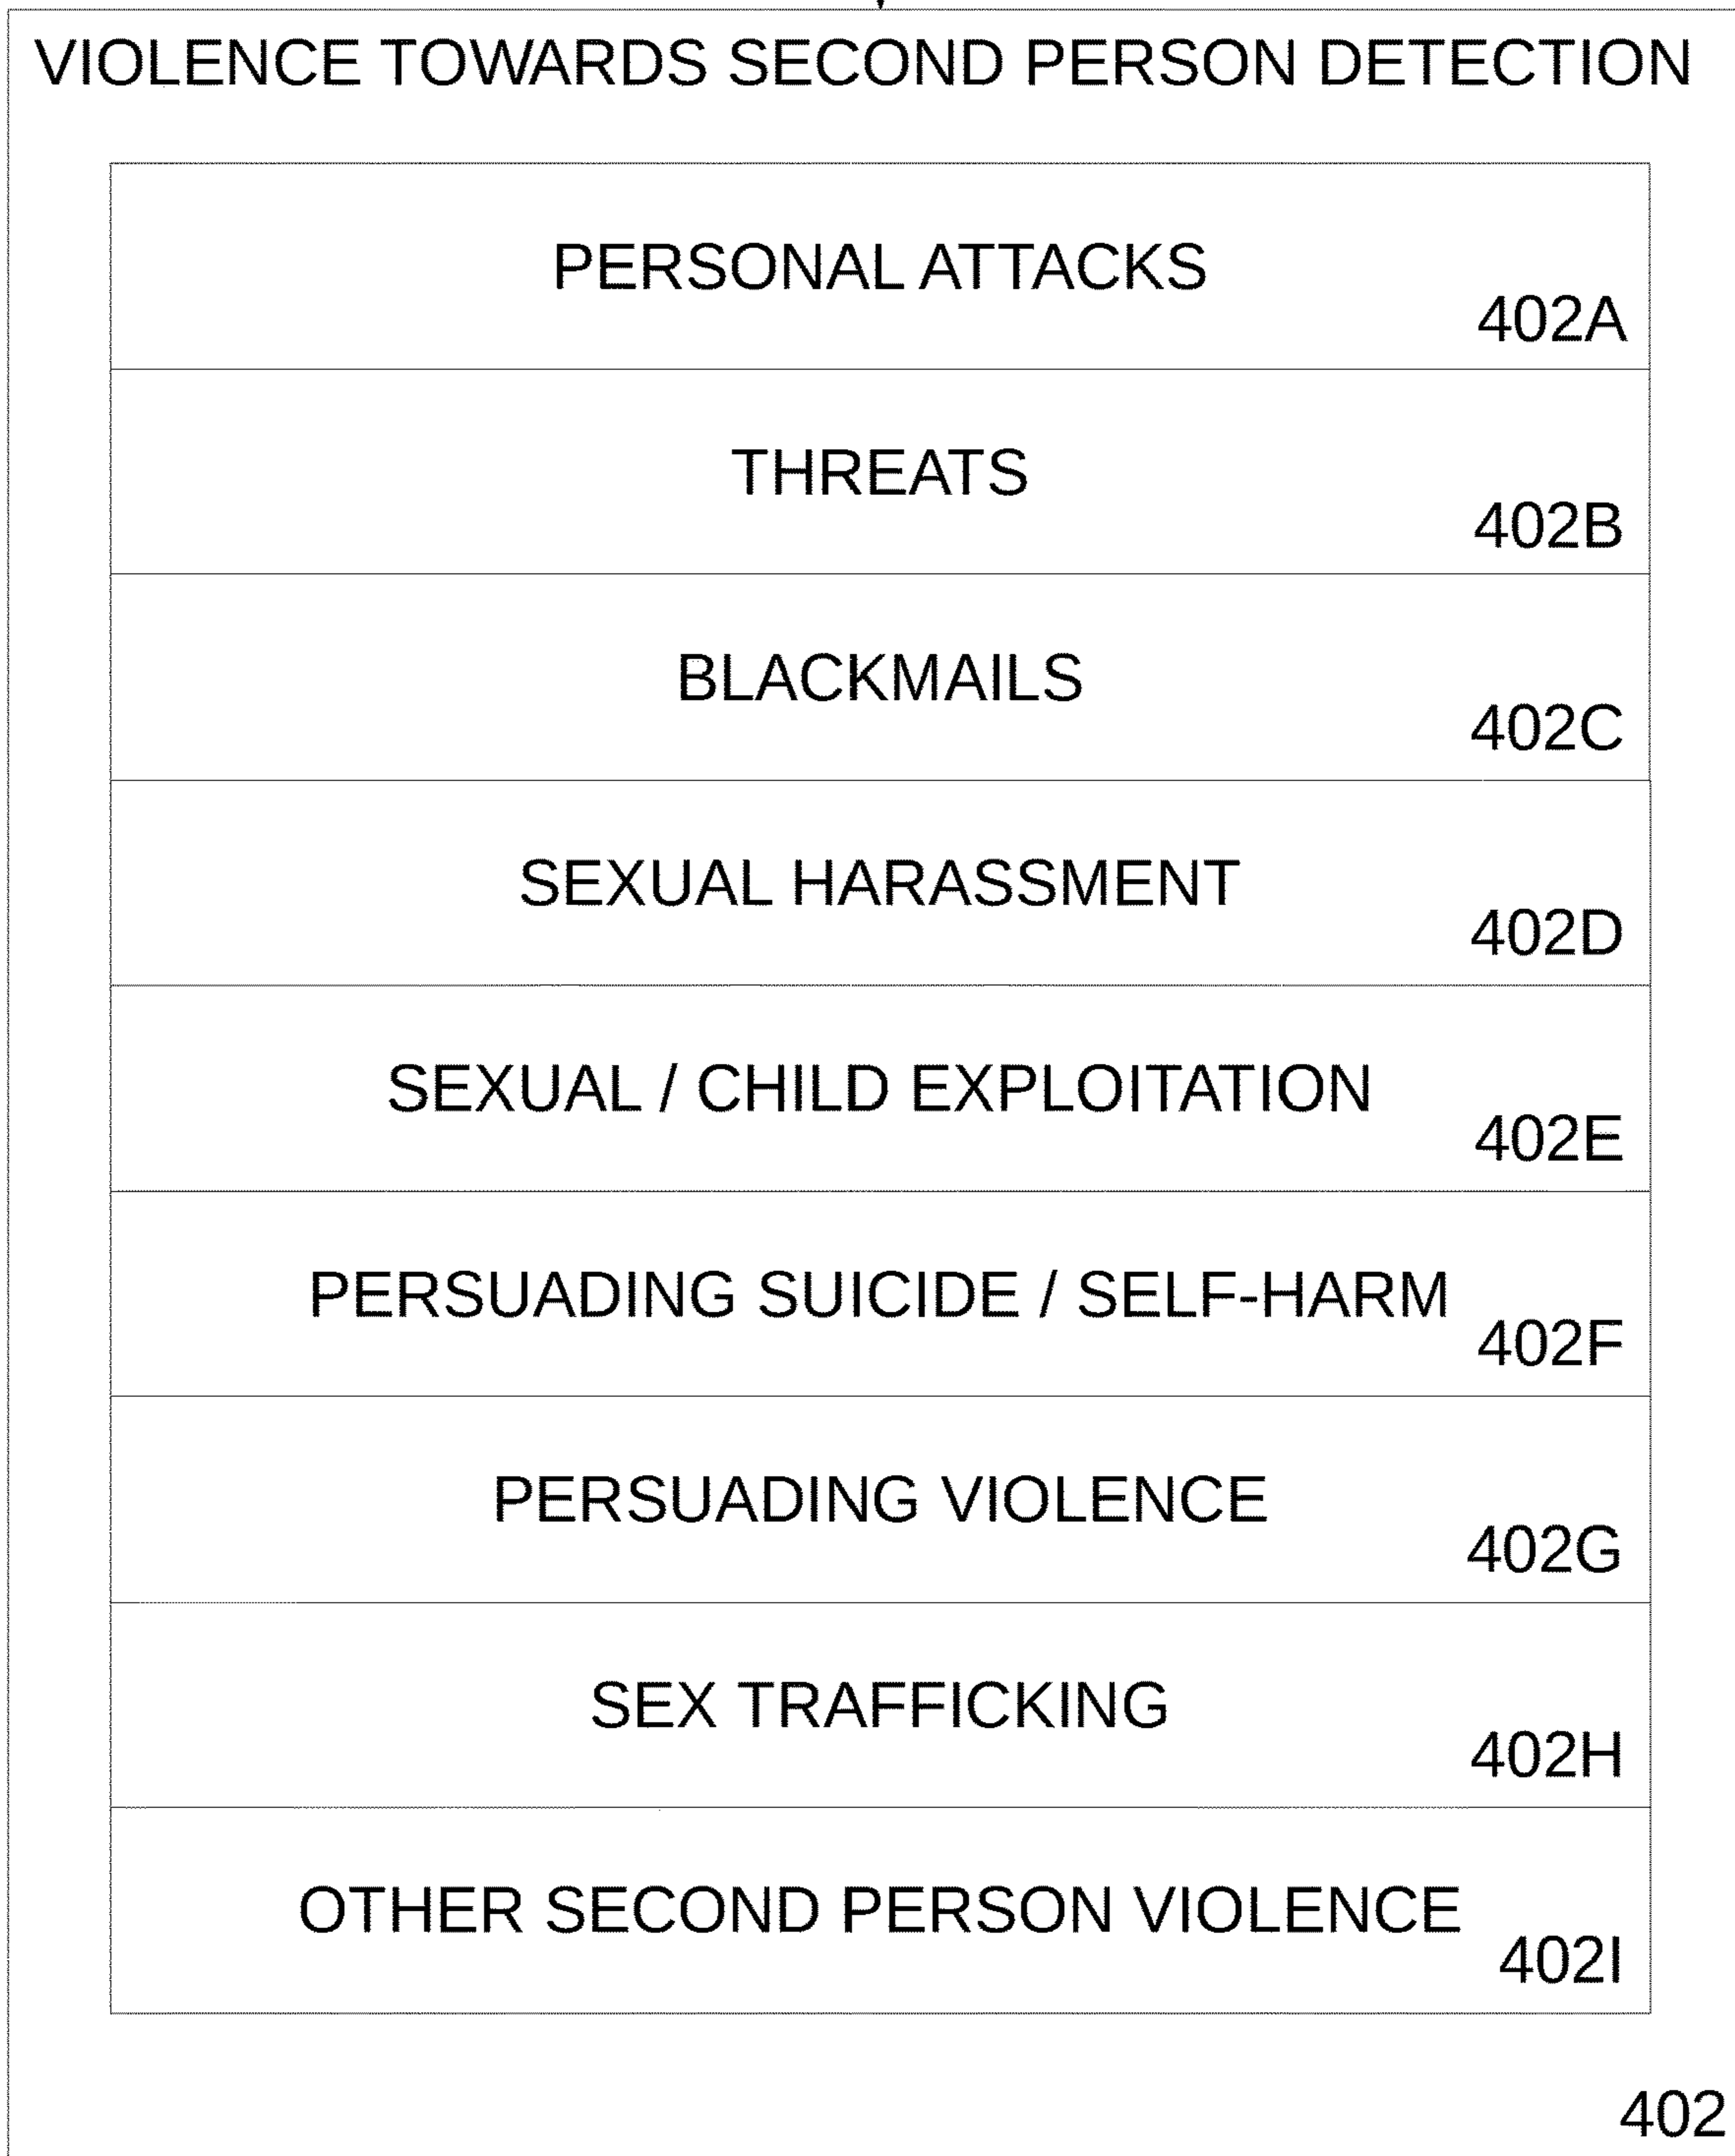 VIOLENCE TOWARDS SECOND PERSON DETECTION
PERSONAL ATTACKS
402A
THREATS
402B
BLACKMAILS
402C
SEXUAL HARASSMENT
402D
SEXUAL / CHILD EXPLOITATION
402E
PERSUADING SUICIDE / SELF-HARM
402F
PERSUADING VIOLENCE
402G
SEX TRAFFICKING
402H
OTHER SECOND PERSON VIOLENCE
402I
402